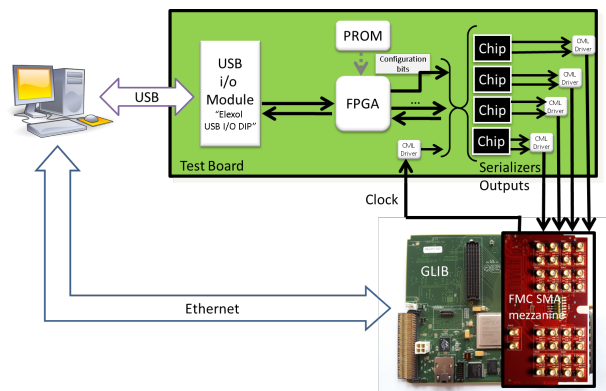 PROM
USB
i/o
Module
“Elexol
USB I/O DIP”
Configuration
bits
FPGA
...
Chip
Chip
Chip
Chip
CML
Driver
CML
Driver
CML
Driver
CML
Driver
CML
Driver
USB
Test Board
Serializers
Outputs
Clock
GLIB
FMC SMA
mezzanine
Ethernet